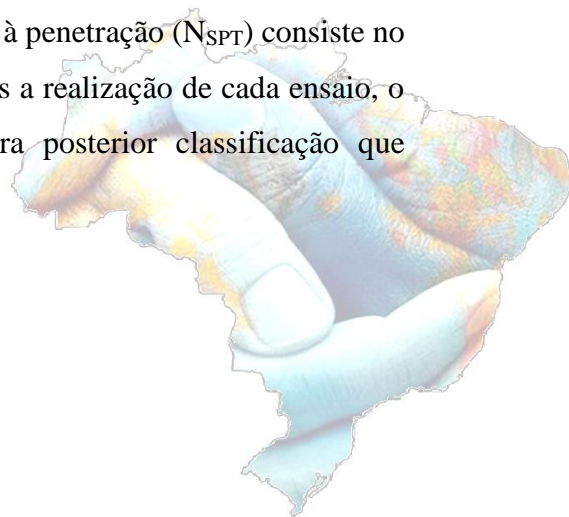 à penetração (NSPT) consiste no
s a realização de cada ensaio, o
ra posterior classificação que